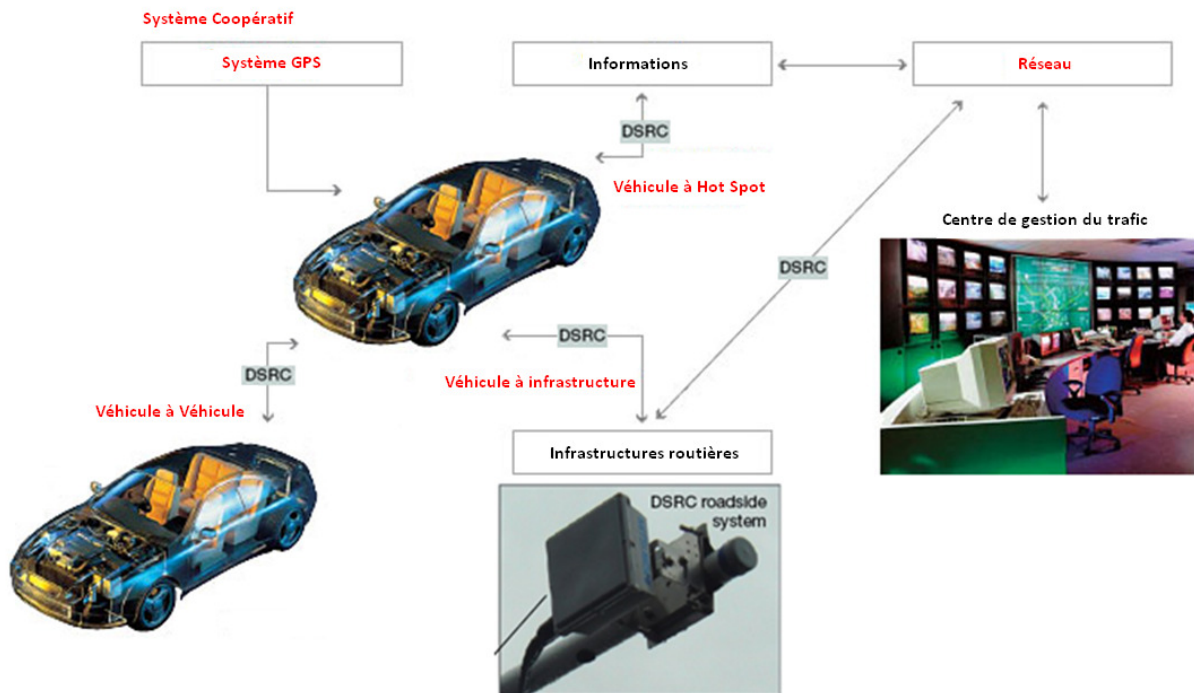 Système Coopératif
Système GPS
Informations
Réseau
DSRC
Véhicule à Hot Spot
Centre de gestion du trafic
DSRC
DSRC
DSRC
Véhicule à infrastructure
Véhicule à Véhicule
Infrastructures routières
DSRC roadside
system